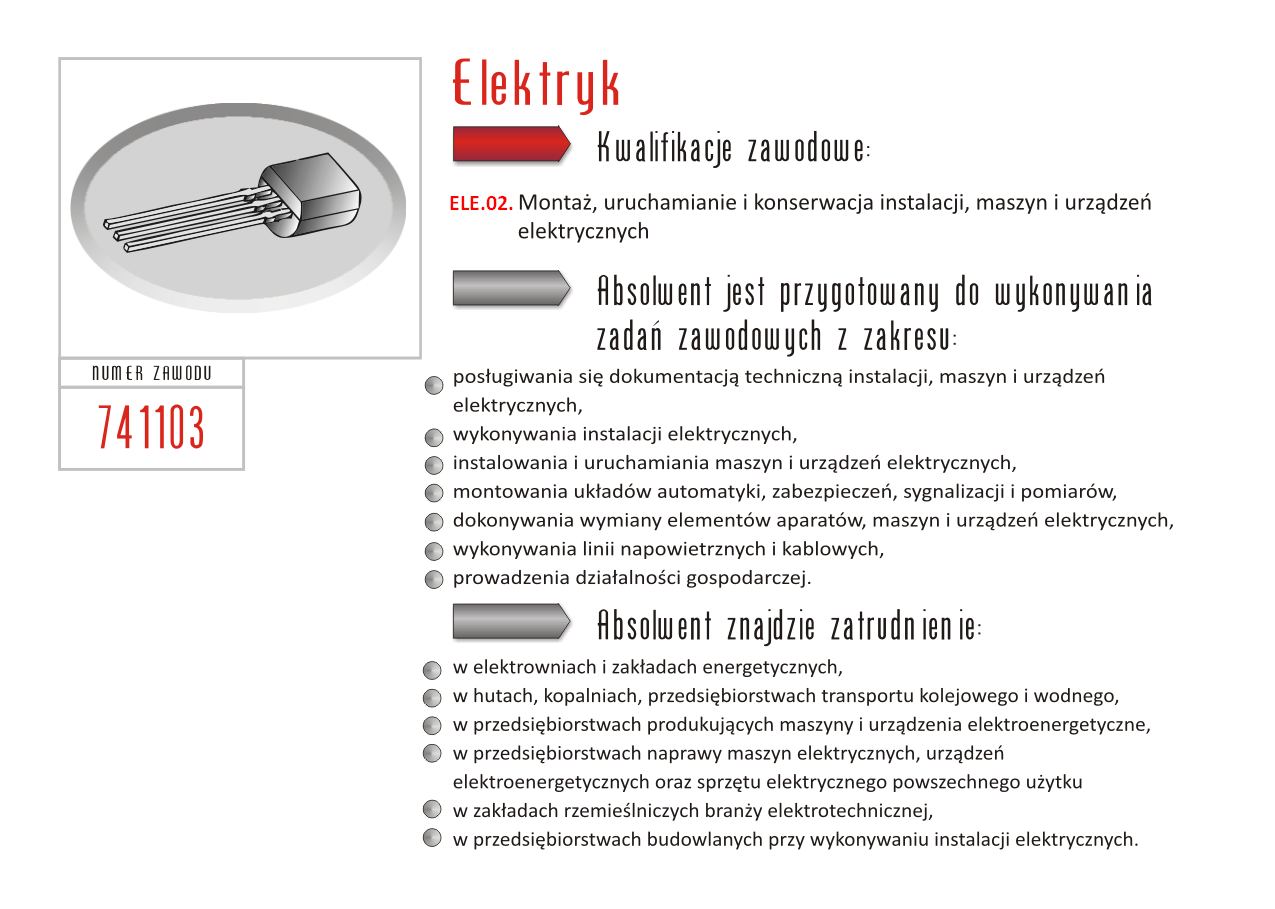 Elektryk
Kwalifikacje zawodowe:
ELE.02. Montaż, uruchamianie i konserwacja instalacji, maszyn i urządzeń
elektrycznych
Absolwent jest przygotowany do wykonywania
zadań zawodowych z zakresu:
NUMER ZAWODU
741103
posługiwania się dokumentacją techniczną instalacji, maszyn i urządzeń
elektrycznych,
wykonywania instalacji elektrycznych,
instalowania i uruchamiania maszyn i urządzeń elektrycznych,
montowania układów automatyki, zabezpieczeń, sygnalizacji i pomiarów,
dokonywania wymiany elementów aparatów, maszyn i urządzeń elektrycznych,
wykonywania linii napowietrznych i kablowych,
prowadzenia działalności gospodarczej.
Absolwent znajdzie zatrudnienie:
w elektrowniach i zakładach energetycznych,
w hutach, kopalniach, przedsiębiorstwach transportu kolejowego i wodnego,
w przedsiębiorstwach produkujących maszyny i urządzenia elektroenergetyczne,
w przedsiębiorstwach naprawy maszyn elektrycznych, urządzeń
elektroenergetycznych oraz sprzętu elektrycznego powszechnego użytku
w zakładach rzemieślniczych branży elektrotechnicznej,
w przedsiębiorstwach budowlanych przy wykonywaniu instalacji elektrycznych.